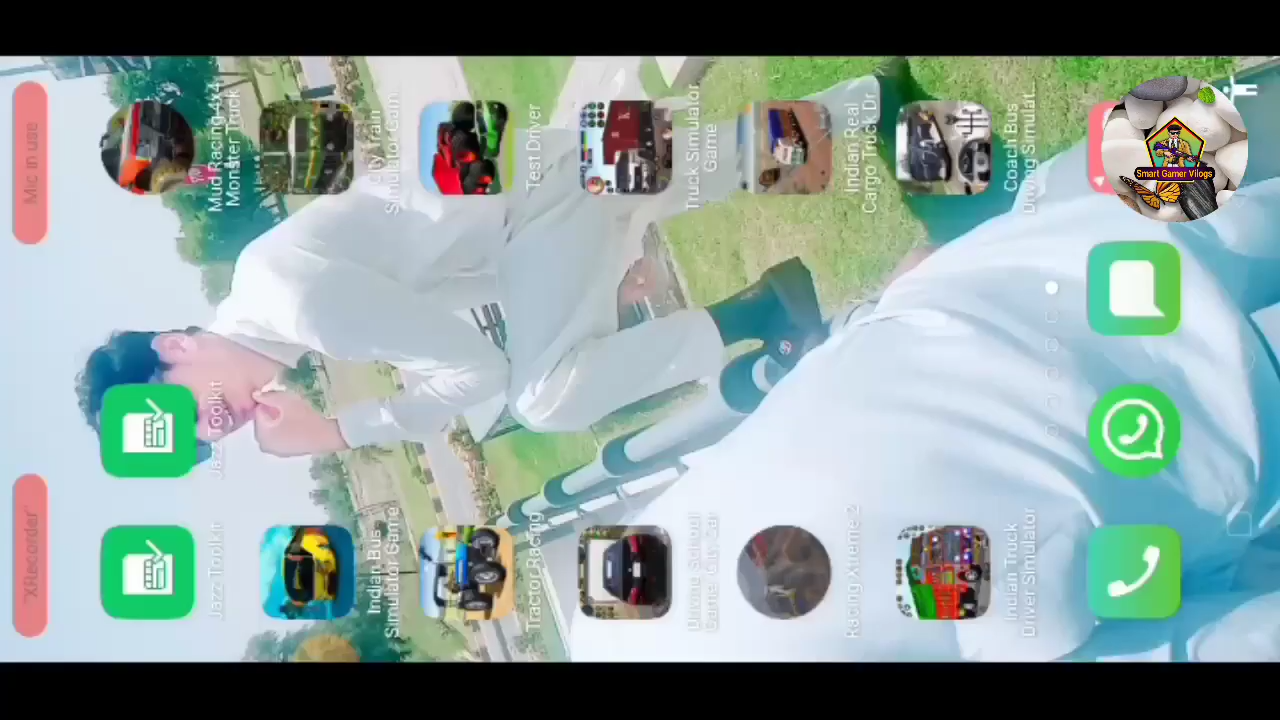 Mic in use
"XRecorder"
Jazz Toolkit
Jazz Toolkit
Mud Racing 4x4
Monster Truck
Indian Bus
Simulator Game
City Train
Simulator Gam
Tractor Racing
Test Driver
Driving School
Game: City Car
Truck Simulator
Game
Racing Xtreme 2
Indian Real
Cargo Truck Dr
Indian Truck
Driver Simulator
Coach Bus
Driving Simulat..
Smart Gamer Vilogs